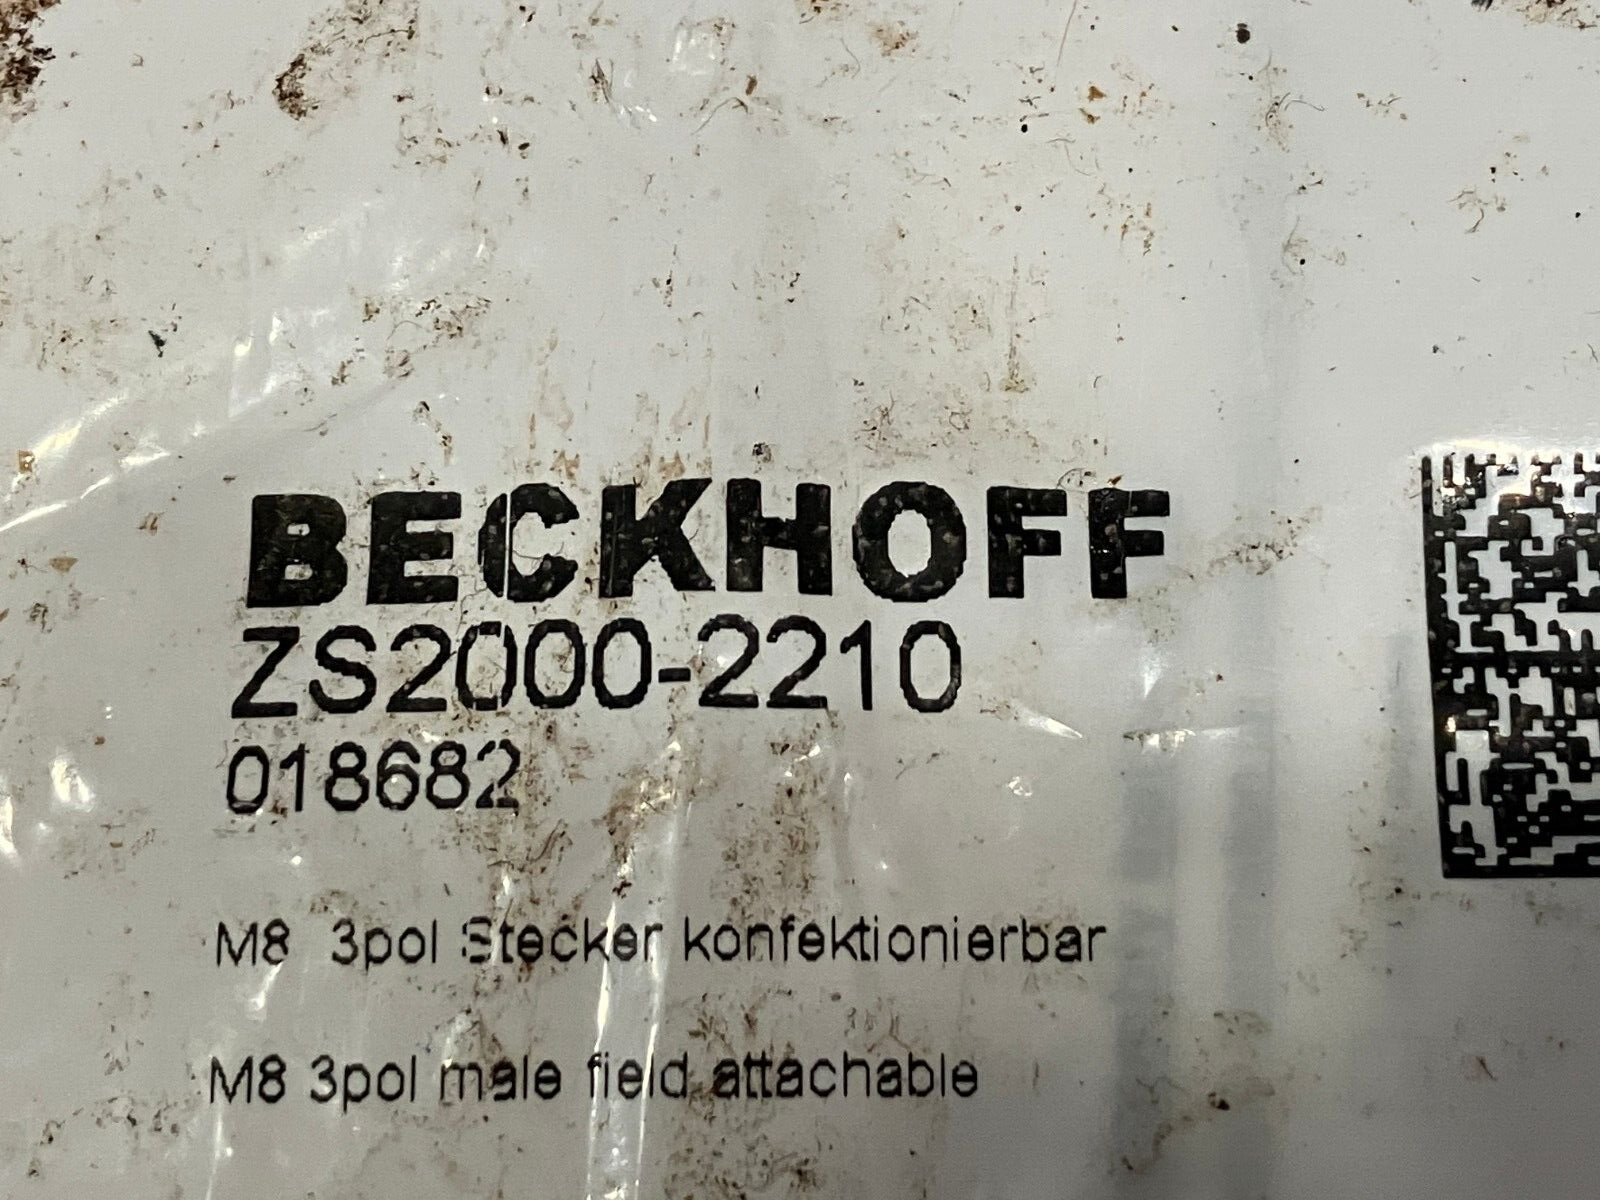 BECKHOFF
ZS2000-2210
018682
M8 3pol Stecker konfektionierbar
M8 3pol male field attachable